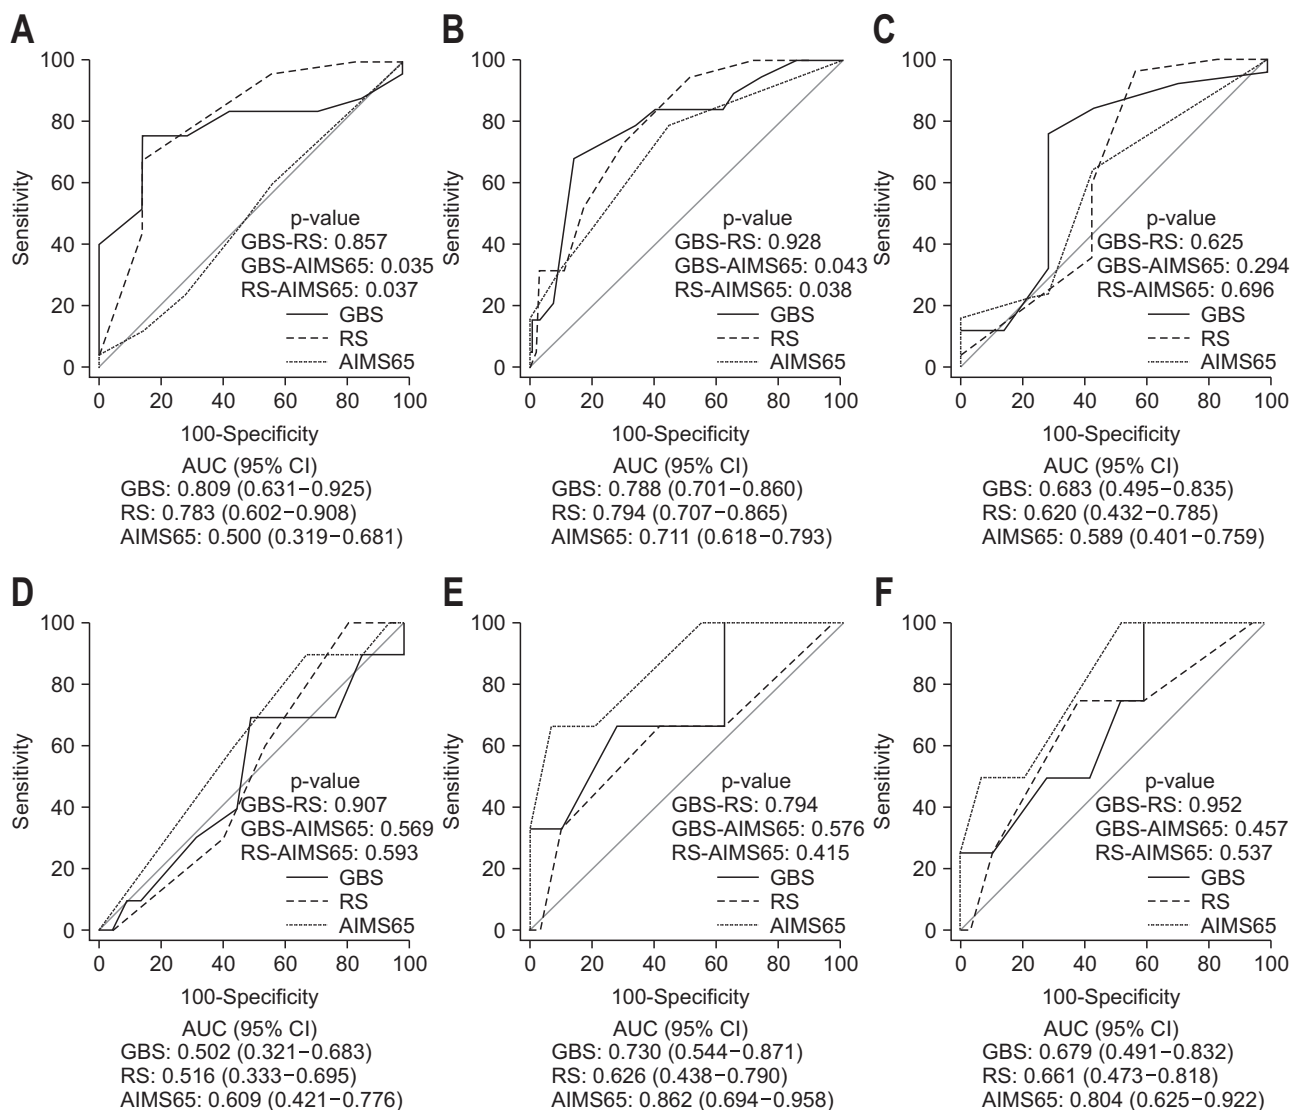 A
100
80
60
40
20
0
Sensitivity
p-value
GBS-RS: 0.857
GBS-AIMS65: 0.035
RS-AIMS65: 0.037
GBS
RS
AIMS65
0 20 40 60 80 100
100-Specificity
AUC (95% CI)
GBS: 0.809 (0.631–0.925)
RS: 0.783 (0.602–0.908)
AIMS65: 0.500 (0.319–0.681)
B
100
80
60
40
20
0
Sensitivity
p-value
GBS-RS: 0.928
GBS-AIMS65: 0.043
RS-AIMS65: 0.038
GBS
RS
AIMS65
0 20 40 60 80 100
100-Specificity
AUC (95% CI)
GBS: 0.788 (0.701–0.860)
RS: 0.794 (0.707–0.865)
AIMS65: 0.711 (0.618–0.793)
C
100
80
60
40
20
0
Sensitivity
p-value
GBS-RS: 0.625
GBS-AIMS65: 0.294
RS-AIMS65: 0.696
GBS
RS
AIMS65
0 20 40 60 80 100
100-Specificity
AUC (95% CI)
GBS: 0.683 (0.495–0.835)
RS: 0.620 (0.432–0.785)
AIMS65: 0.589 (0.401–0.759)
D
100
80
60
40
20
0
Sensitivity
p-value
GBS-RS: 0.907
GBS-AIMS65: 0.569
RS-AIMS65: 0.593
GBS
RS
AIMS65
0 20 40 60 80 100
100-Specificity
AUC (95% CI)
GBS: 0.502 (0.321–0.683)
RS: 0.516 (0.333–0.695)
AIMS65: 0.609 (0.421–0.776)
E
100
80
60
40
20
0
Sensitivity
p-value
GBS-RS: 0.794
GBS-AIMS65: 0.576
RS-AIMS65: 0.415
GBS
RS
AIMS65
0 20 40 60 80 100
100-Specificity
AUC (95% CI)
GBS: 0.730 (0.544–0.871)
RS: 0.626 (0.438–0.790)
AIMS65: 0.862 (0.694–0.958)
F
100
80
60
40
20
0
Sensitivity
p-value
GBS-RS: 0.952
GBS-AIMS65: 0.457
RS-AIMS65: 0.537
GBS
RS
AIMS65
0 20 40 60 80 100
100-Specificity
AUC (95% CI)
GBS: 0.679 (0.491–0.832)
RS: 0.661 (0.473–0.818)
AIMS65: 0.804 (0.625–0.922)